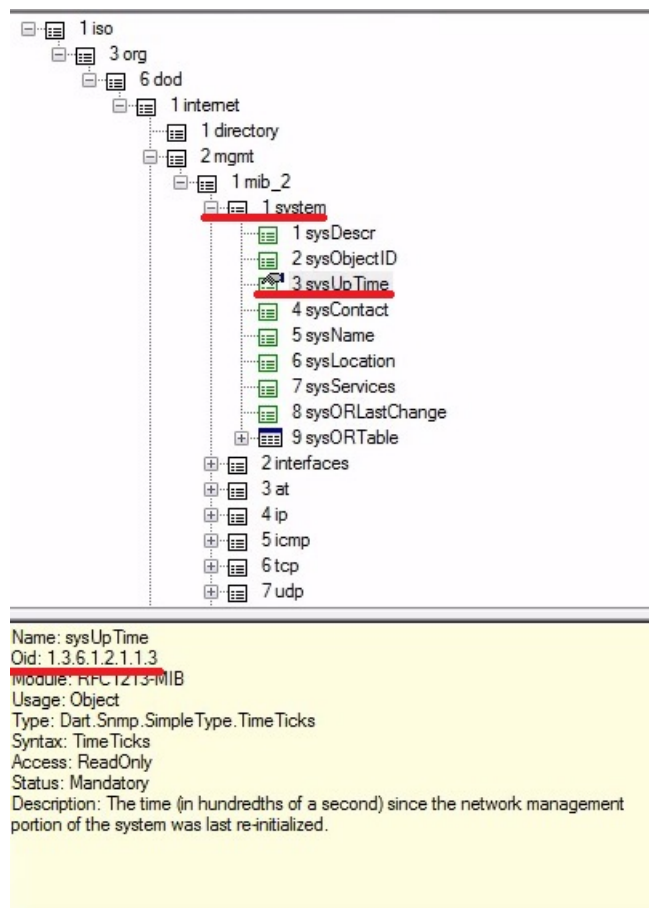 1 iso
3 org
6 dod
1 internet
1 directory
2 mgmt
1 mib_2
1 system
1 sysDescr
2 sysObjectID
3 sysUpTime
4 sysContact
5 sysName
6 sysLocation
7 sysServices
8 sysORLastChange
9 sysORTable
2 interfaces
3 at
4 ip
5 icmp
6 tcp
7 udp
Name: sysUpTime
Oid: 1.3.6.1.2.1.1.3
Module: RFC1213-MIB
Usage: Object
Type: Dart.Snmp.SimpleType.TimeTicks
Syntax: TimeTicks
Access: ReadOnly
Status: Mandatory
Description: The time (in hundredths of a second) since the network management
portion of the system was last re-initialized.